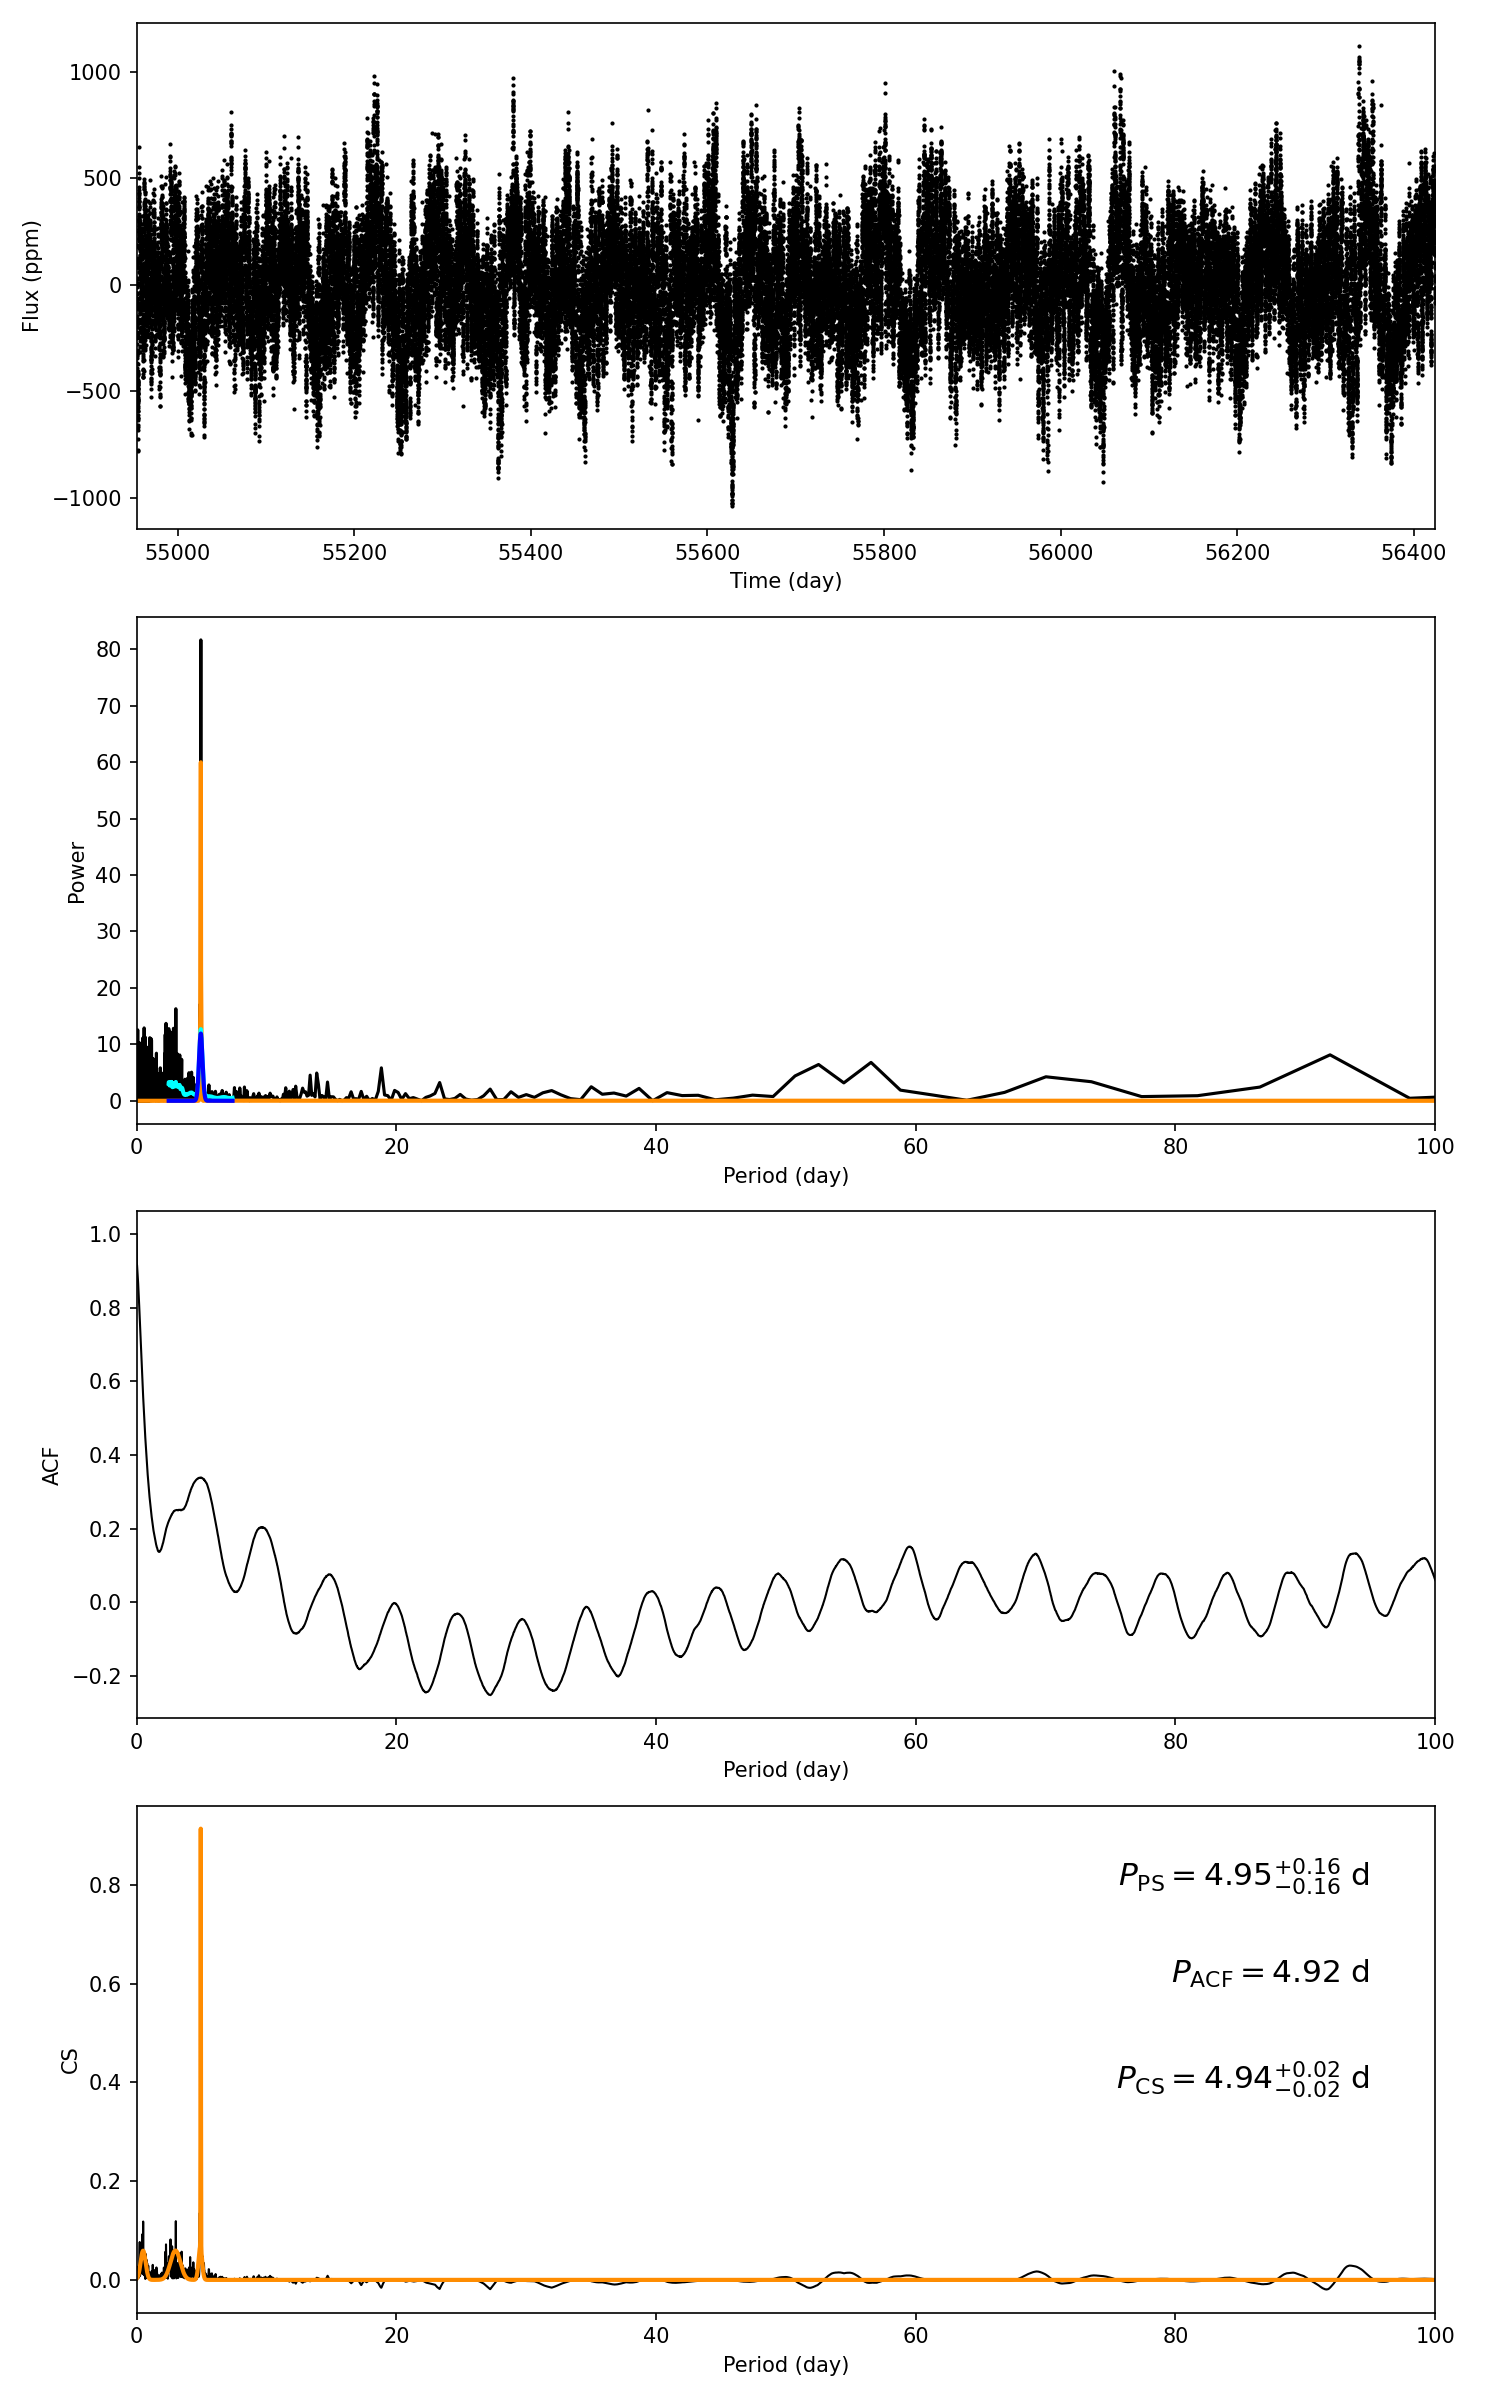 1000
500
0
−500
−1000
Flux (ppm)
55000 55200 55400 55600 55800 56000 56200 56400
Time (day)
80
70
60
50
40
30
20
10
0
Power
0 20 40 60 80 100
Period (day)
1.0
0.8
0.6
0.4
0.2
0.0
−0.2
ACF
0 20 40 60 80 100
Period (day)
0.8
0.6
0.4
0.2
0.0
CS
P_PS = 4.95 +0.16 −0.16 d
P_ACF = 4.92 d
P_CS = 4.94 +0.02 −0.02 d
0 20 40 60 80 100
Period (day)